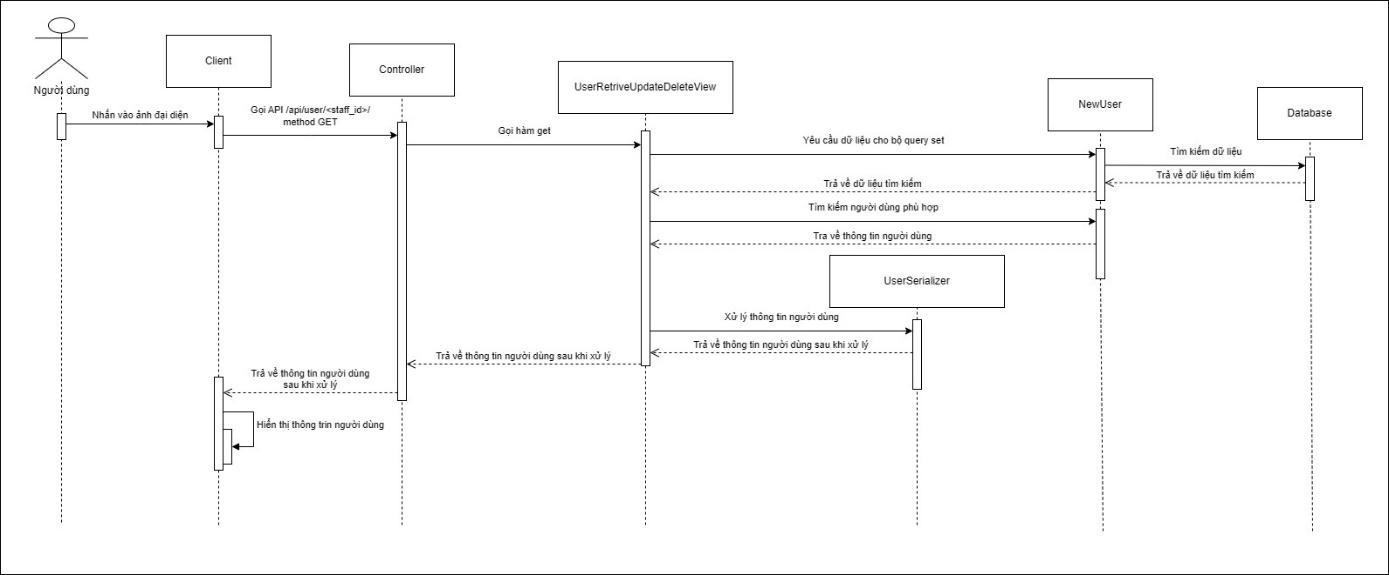 Người dùng
Client
Controller
UserRetriveUpdateDeleteView
NewUser
Database
Nhấn vào ảnh đại diện
Gọi API /api/user/<staff_id>/
method GET
Gọi hàm get
Yêu cầu dữ liệu cho bộ query set
Tìm kiếm dữ liệu
Trả về dữ liệu tìm kiếm
Trả về dữ liệu tìm kiếm
Tìm kiếm người dùng phù hợp
Tra về thông tin người dùng
UserSerializer
Xử lý thông tin người dùng
Trả về thông tin người dùng sau khi xử lý
Trả về thông tin người dùng sau khi xử lý
Trả về thông tin người dùng
sau khi xử lý
Hiển thị thông trin người dùng